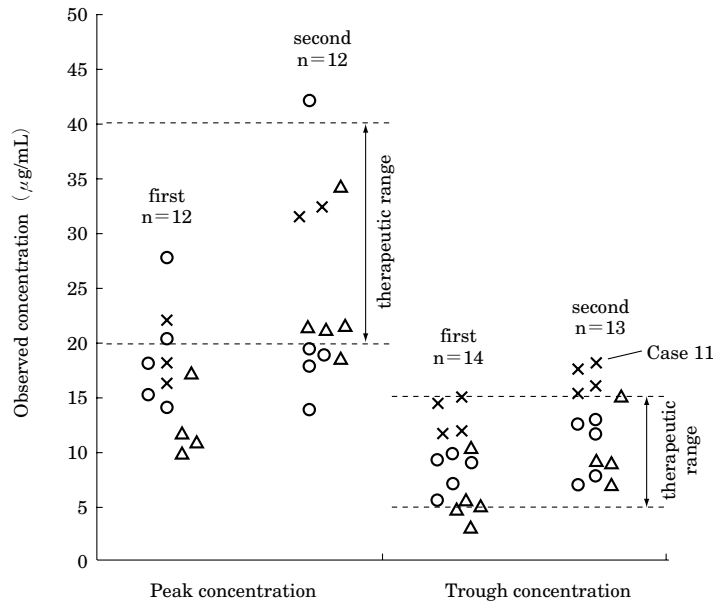 50
45
40
35
30
25
20
15
10
5
0
Observed concentration (μg/mL)
first
n=12
second
n=12
therapeutic range
first
n=14
second
n=13
Case 11
therapeutic
range
Peak concentration
Trough concentration